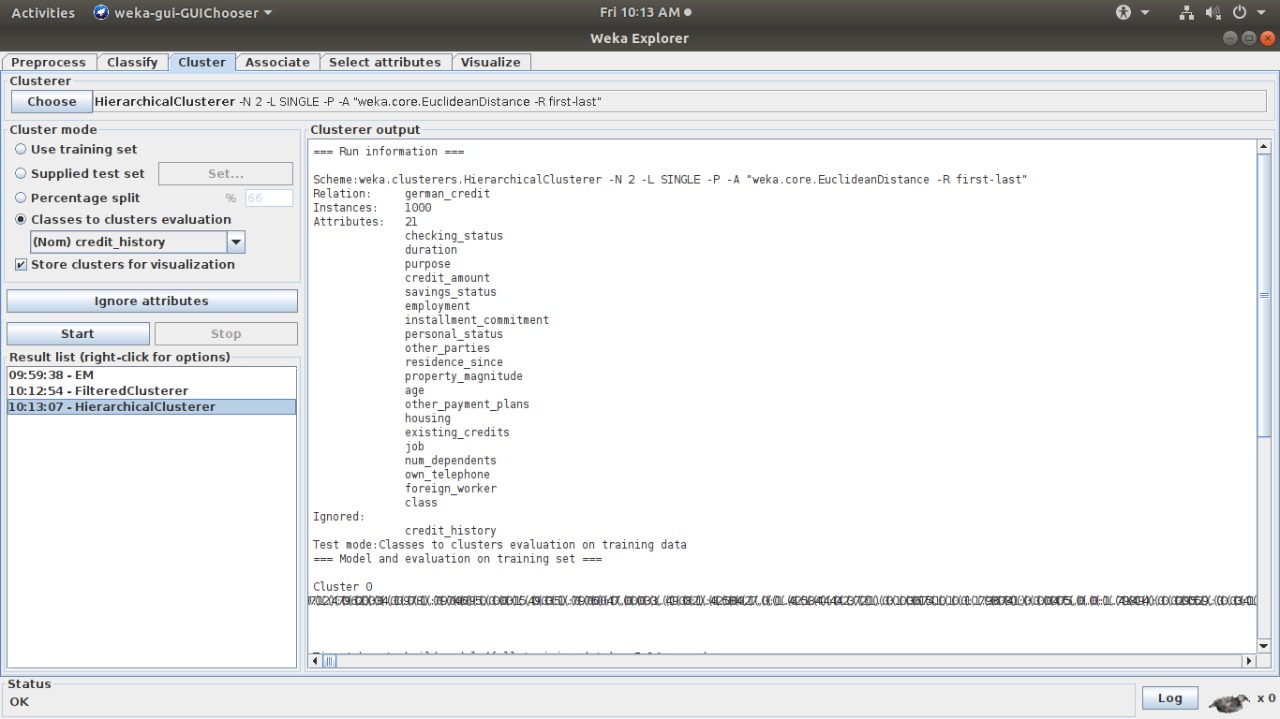 Activities weka-gui-GUIChooser Fri 10:13 AM
Weka Explorer
Preprocess Classify Cluster Associate Select attributes Visualize
Clusterer
Choose HierarchicalClusterer -N 2 -L SINGLE -P -A "weka.core.EuclideanDistance -R first-last"
Cluster mode
Use training set
Supplied test set Set...
Percentage split % 66
Classes to clusters evaluation
(Nom) credit_history
Store clusters for visualization
Ignore attributes
Start Stop
Result list (right-click for options)
09:59:38 - EM
10:12:54 - FilteredClusterer
10:13:07 - HierarchicalClusterer
Clusterer output
=== Run information ===
Scheme:weka.clusterers.HierarchicalClusterer -N 2 -L SINGLE -P -A "weka.core.EuclideanDistance -R first-last"
Relation: german_credit
Instances: 1000
Attributes: 21
checking_status
duration
purpose
credit_amount
savings_status
employment
installment_commitment
personal_status
other_parties
residence_since
property_magnitude
age
other_payment_plans
housing
existing_credits
job
num_dependents
own_telephone
foreign_worker
class
Ignored:
credit_history
Test mode:Classes to clusters evaluation on training data
=== Model and evaluation on training set ===
Cluster 0
Status
OK
Log x 0